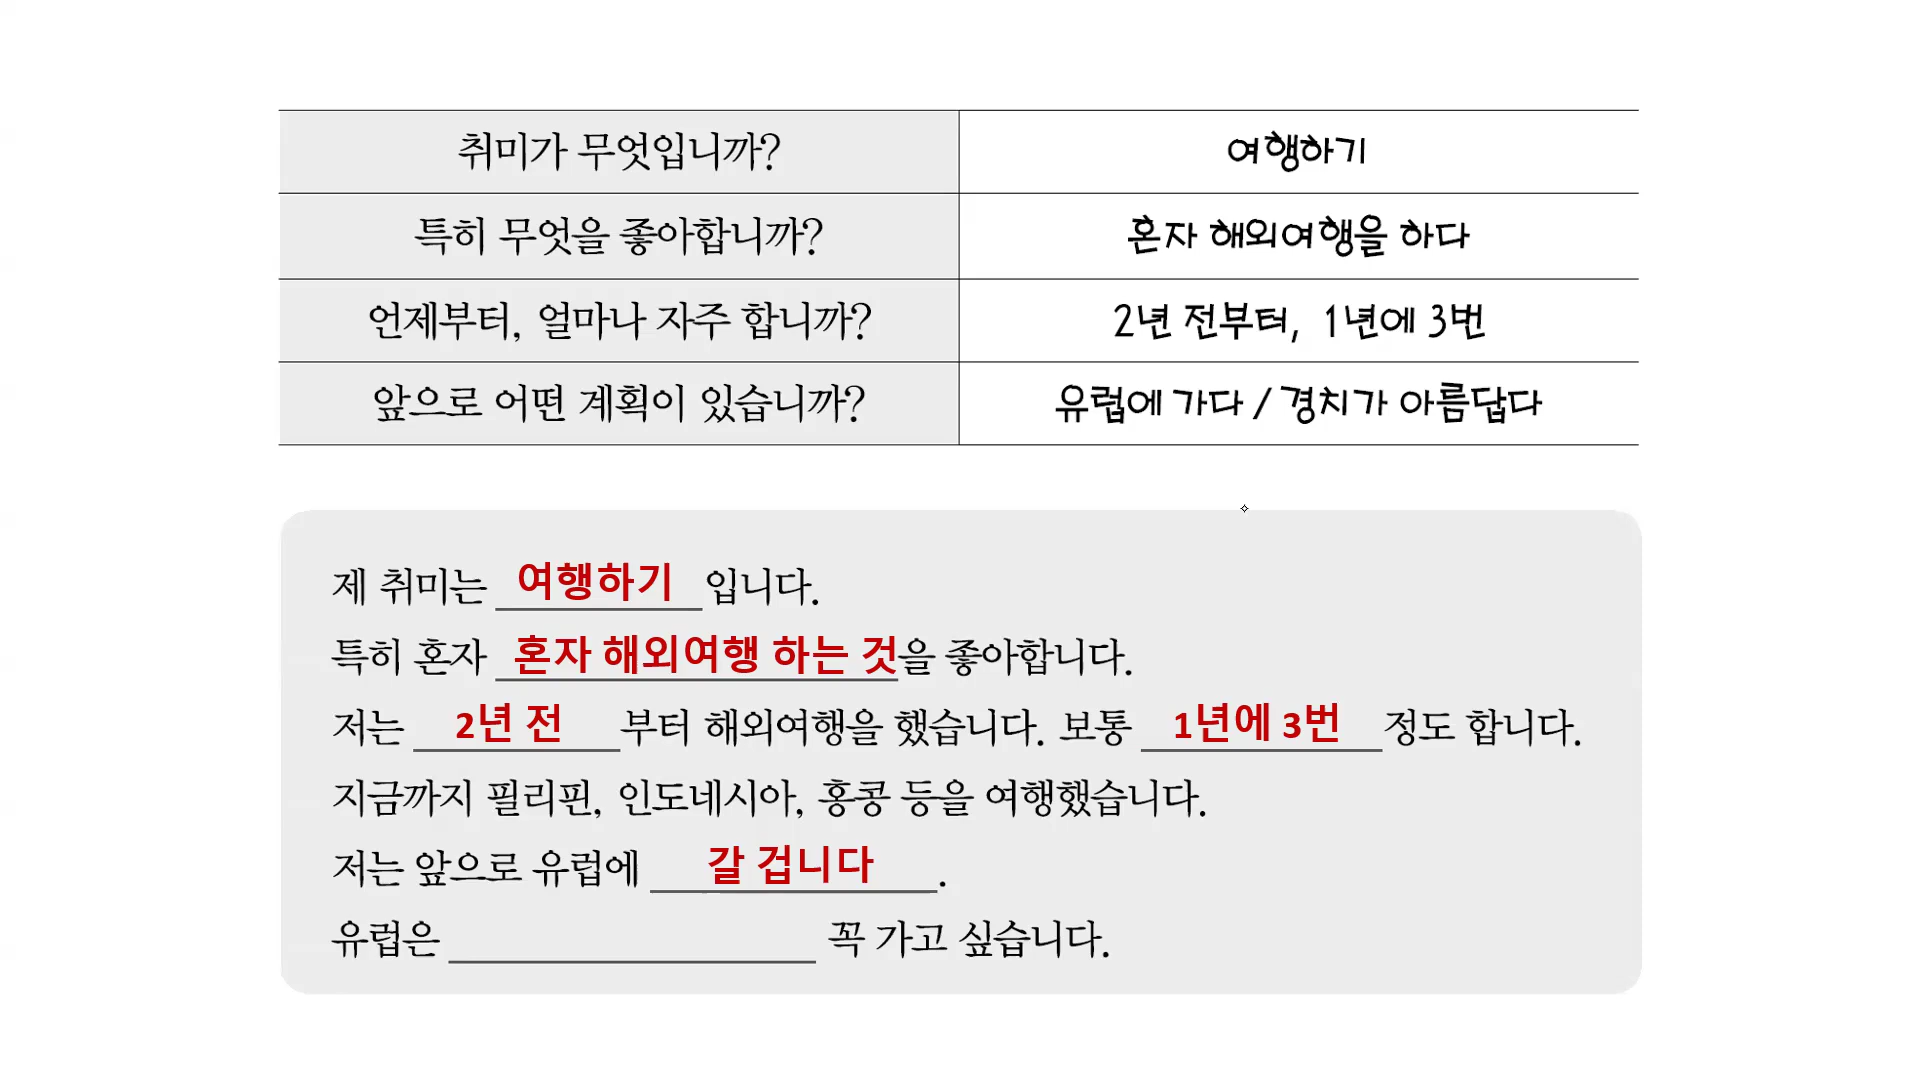 취미가 무엇입니까? 여행하기
특히 무엇을 좋아합니까? 혼자 해외여행을 하다
언제부터, 얼마나 자주 합니까? 2년 전부터, 1년에 3번
앞으로 어떤 계획이 있습니까? 유럽에 가다 / 경치가 아름답다
제 취미는 여행하기 입니다.
특히 혼자 혼자 해외여행 하는 것을 좋아합니다.
저는 2년 전 부터 해외여행을 했습니다. 보통 1년에 3번 정도 합니다.
지금까지 필리핀, 인도네시아, 홍콩 등을 여행했습니다.
저는 앞으로 유럽에 갈 겁니다.
유럽은 ____________ 꼭 가고 싶습니다.